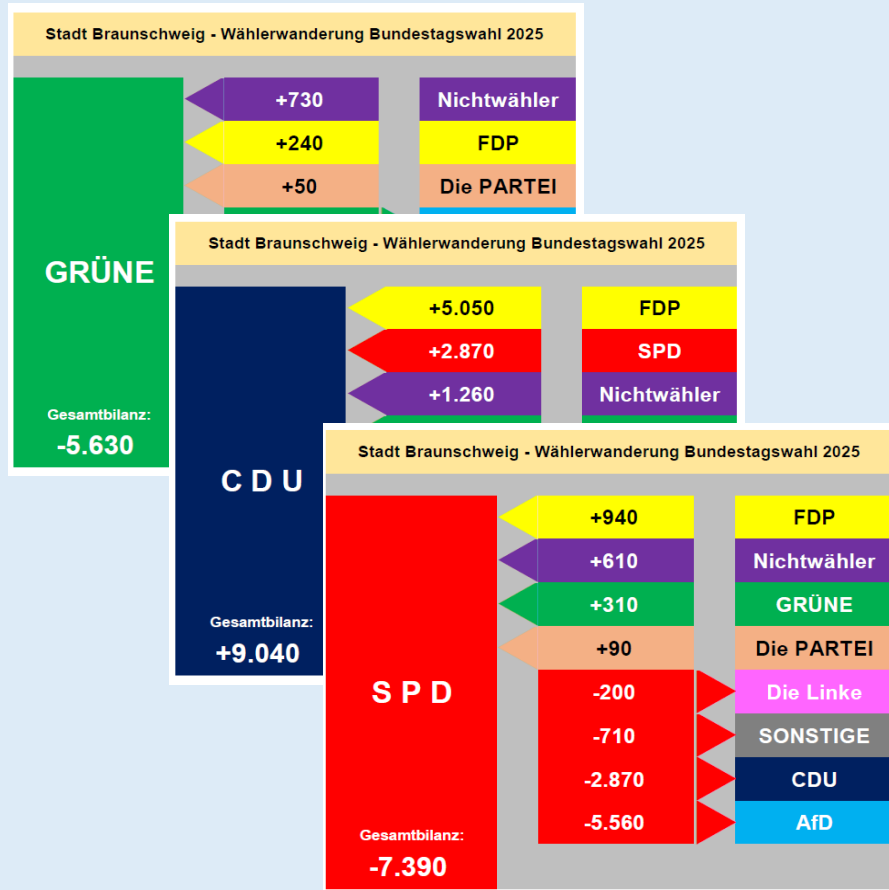 Stadt Braunschweig - Wählerwanderung Bundestagswahl 2025
+730 Nichtwähler
+240 FDP
+50 Die PARTEI
GRÜNE
Gesamtbilanz:
-5.630
Stadt Braunschweig - Wählerwanderung Bundestagswahl 2025
+5.050 FDP
+2.870 SPD
+1.260 Nichtwähler
CDU
Gesamtbilanz:
+9.040
Stadt Braunschweig - Wählerwanderung Bundestagswahl 2025
+940 FDP
+610 Nichtwähler
+310 GRÜNE
+90 Die PARTEI
SPD
-200 Die Linke
-710 SONSTIGE
-2.870 CDU
-5.560 AfD
Gesamtbilanz:
-7.390